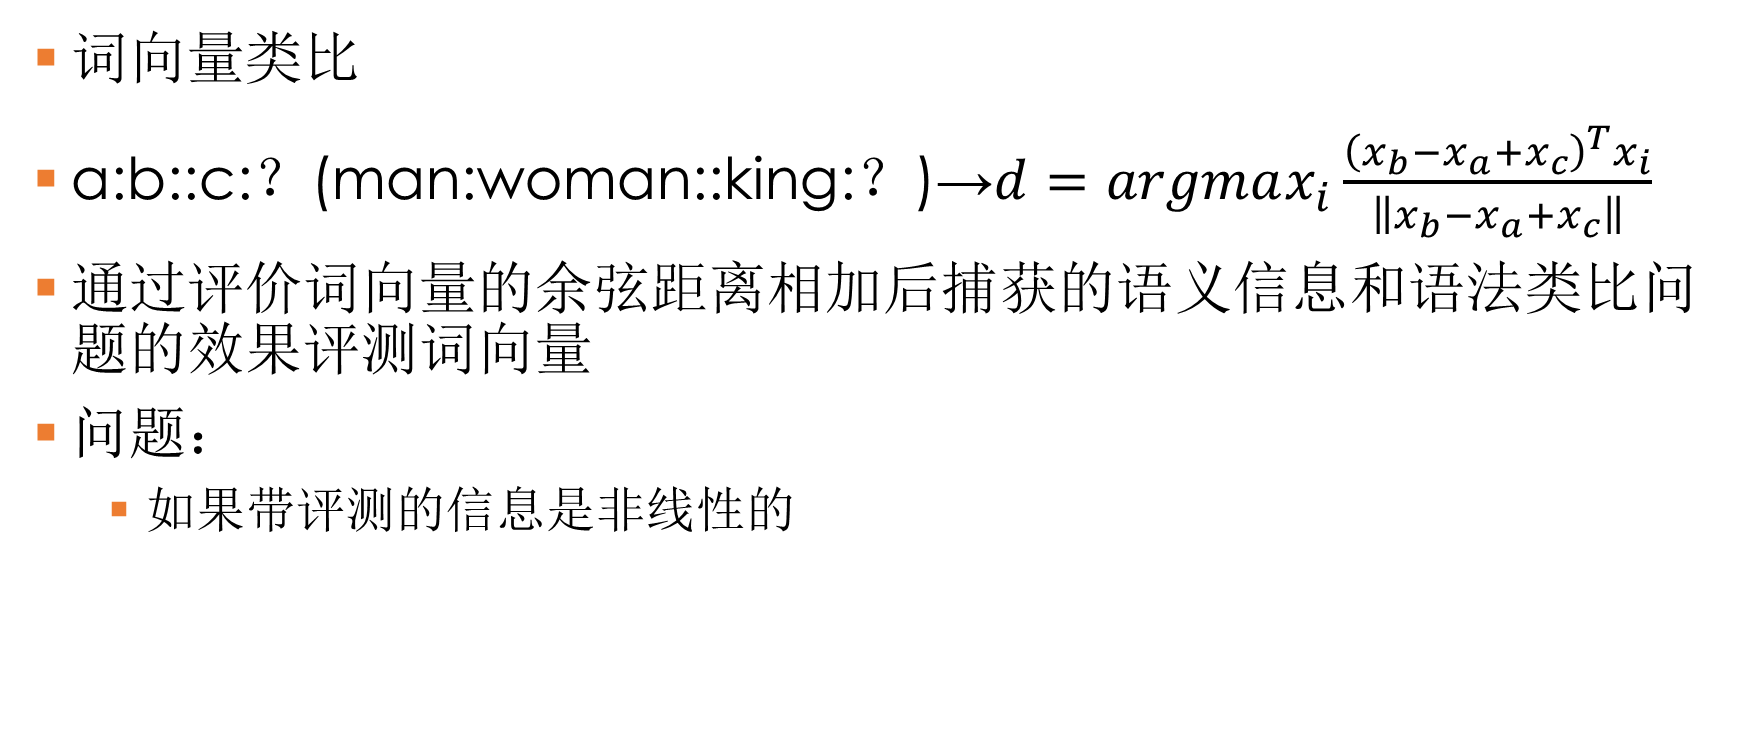 ▪ 词向量类比
▪ a:b::c:？(man:woman::king:？)→d = argmaxᵢ \frac{(x_b−x_a+x_c)^T x_i}{‖x_b−x_a+x_c‖}
▪ 通过评价词向量的余弦距离相加后捕获的语义信息和语法类比问
题的效果评测词向量
▪ 问题：
▪ 如果带评测的信息是非线性的